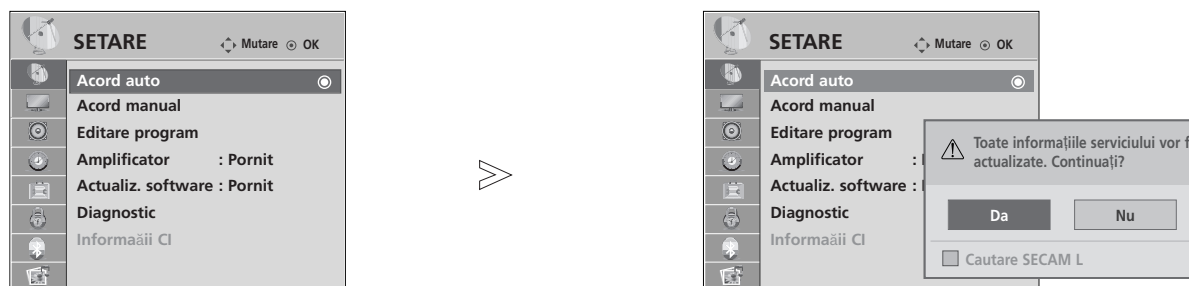 SETARE Mutare OK
Acord auto
Acord manual
Editare program
Amplificator : Pornit
Actualiz. software : Pornit
Diagnostic
Informaăii CI
SETARE Mutare OK
Acord auto
Acord manual
Editare program
Amplificator :
Actualiz. software :
Diagnostic
Informaăii CI
Toate informațiile serviciului vor f
actualizate. Continuați?
Da Nu
Cautare SECAM L